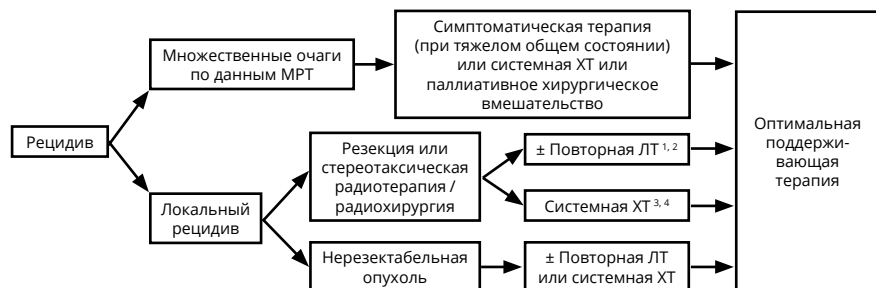 Рецидив
Множественные очаги
по данным МРТ
Симптоматическая терапия
(при тяжелом общем состоянии)
или системная ХТ или
паллиативное хирургическое
вмешательство
Локальный
рецидив
Резекция или
стереотаксическая
радиотерапия /
радиохирургия
± Повторная ЛТ 1, 2
Системная ХТ 3, 4
Нерезектабельная
опухоль
± Повторная ЛТ
или системная ХТ
Оптимальная
поддержи-
вающая
терапия